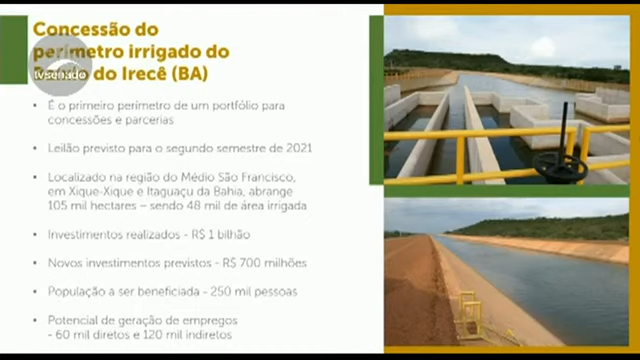 Concessão do
perímetro irrigado do
do Irecê (BA)
tvsenado
• É o primeiro perímetro de um portfólio para
concessões e parcerias
• Leilão previsto para o segundo semestre de 2021
• Localizado na região do Médio São Francisco,
em Xique-Xique e Itaguaçu da Bahia, abrange
105 mil hectares – sendo 48 mil de área irrigada
• Investimentos realizados - R$ 1 bilhão
• Novos investimentos previstos - R$ 700 milhões
• População a ser beneficiada - 250 mil pessoas
• Potencial de geração de empregos
- 60 mil diretos e 120 mil indiretos